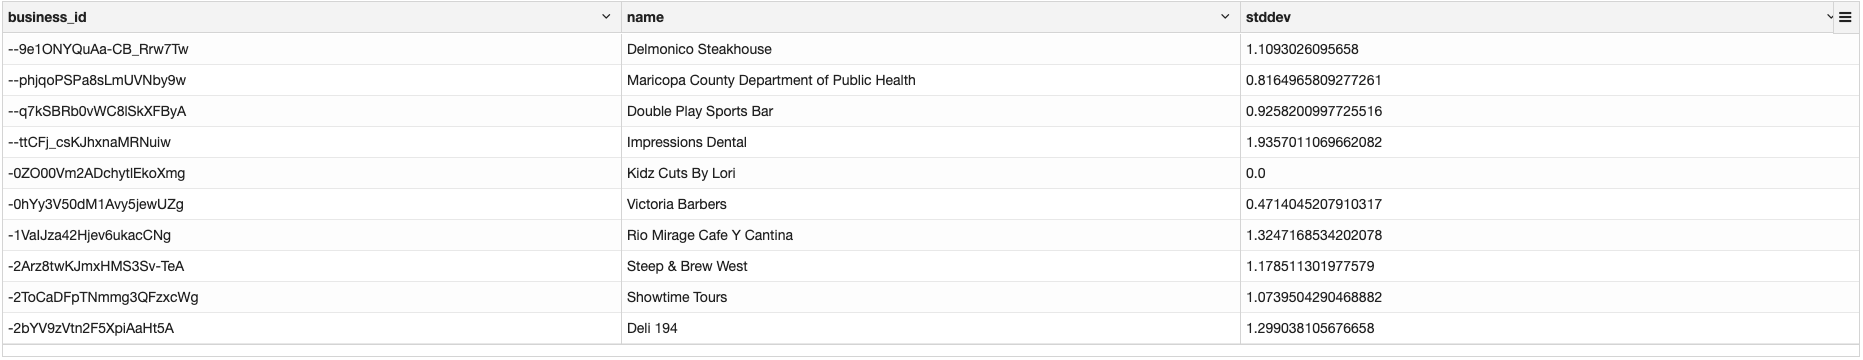 business_id name stddev
--9e1ONYQuAa-CB_Rrw7Tw Delmonico Steakhouse 1.1093026095658
--phjqoPSPa8sLmUVNby9w Maricopa County Department of Public Health 0.8164965809277261
--q7kSBRb0vWC8lSkXFByA Double Play Sports Bar 0.9258200997725516
--ttCFj_csKJhxnaMRNuiw Impressions Dental 1.9357011069662082
-0ZO00Vm2ADchytlEkoXmg Kidz Cuts By Lori 0.0
-0hYy3V50dM1Avy5jewUZg Victoria Barbers 0.4714045207910317
-1VaIJza42Hjev6ukacCNg Rio Mirage Cafe Y Cantina 1.3247168534202078
-2Arz8twKJmxHMS3Sv-TeA Steep & Brew West 1.178511301977579
-2ToCaDFpTNmmg3QFzxcWg Showtime Tours 1.0739504290468882
-2bYV9zVtn2F5XpiAaHt5A Deli 194 1.299038105676658